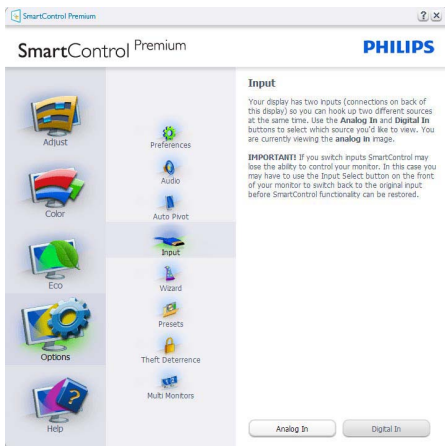 SmartControl Premium
? X
SmartControl Premium
PHILIPS
Adjust
Color
Eco
Options
Help
Preferences
Audio
Auto Pivot
Input
Wizard
Presets
Theft Deterrence
Multi Monitors
Input
Your display has two inputs (connections on back of
this display) so you can hook up two different sources
at the same time. Use the Analog In and Digital In
buttons to select which source you'd like to view. You
are currently viewing the analog in image.
IMPORTANT! If you switch inputs SmartControl may
lose the ability to control your monitor. In this case you
may have to use the Input Select button on the front
of your monitor to switch back to the original input
before SmartControl functionality can be restored.
Analog In
Digital In